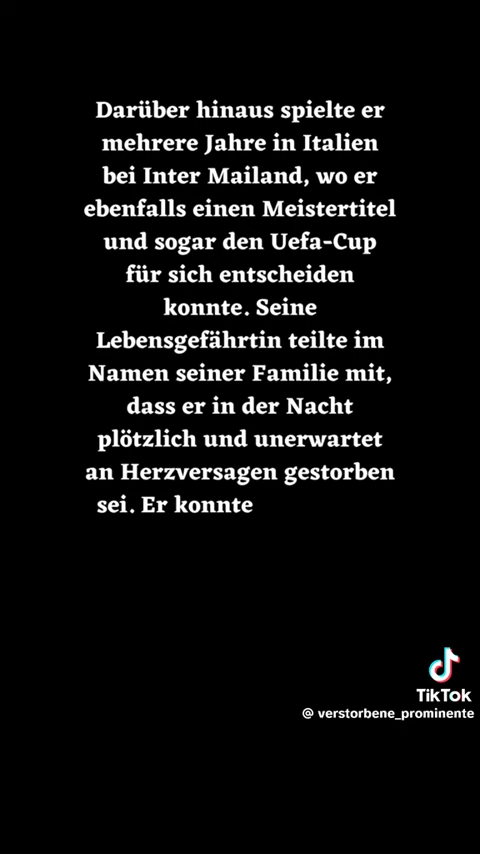 Darüber hinaus spielte er
mehrere Jahre in Italien
bei Inter Mailand, wo er
ebenfalls einen Meistertitel
und sogar den Uefa-Cup
für sich entscheiden
konnte. Seine
Lebensgefährtin teilte im
Namen seiner Familie mit,
dass er in der Nacht
plötzlich und unerwartet
an Herzversagen gestorben
sei. Er konnte
TikTok
@ verstorbene_prominente